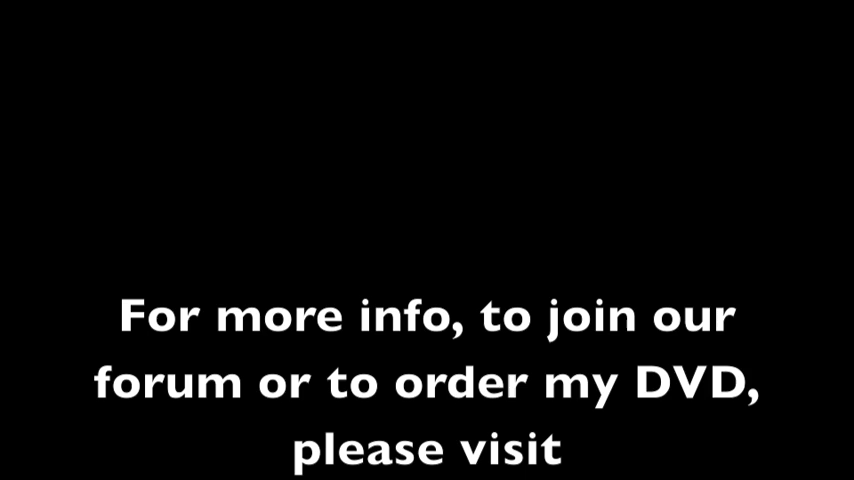 For more info, to join our
forum or to order my DVD,
please visit